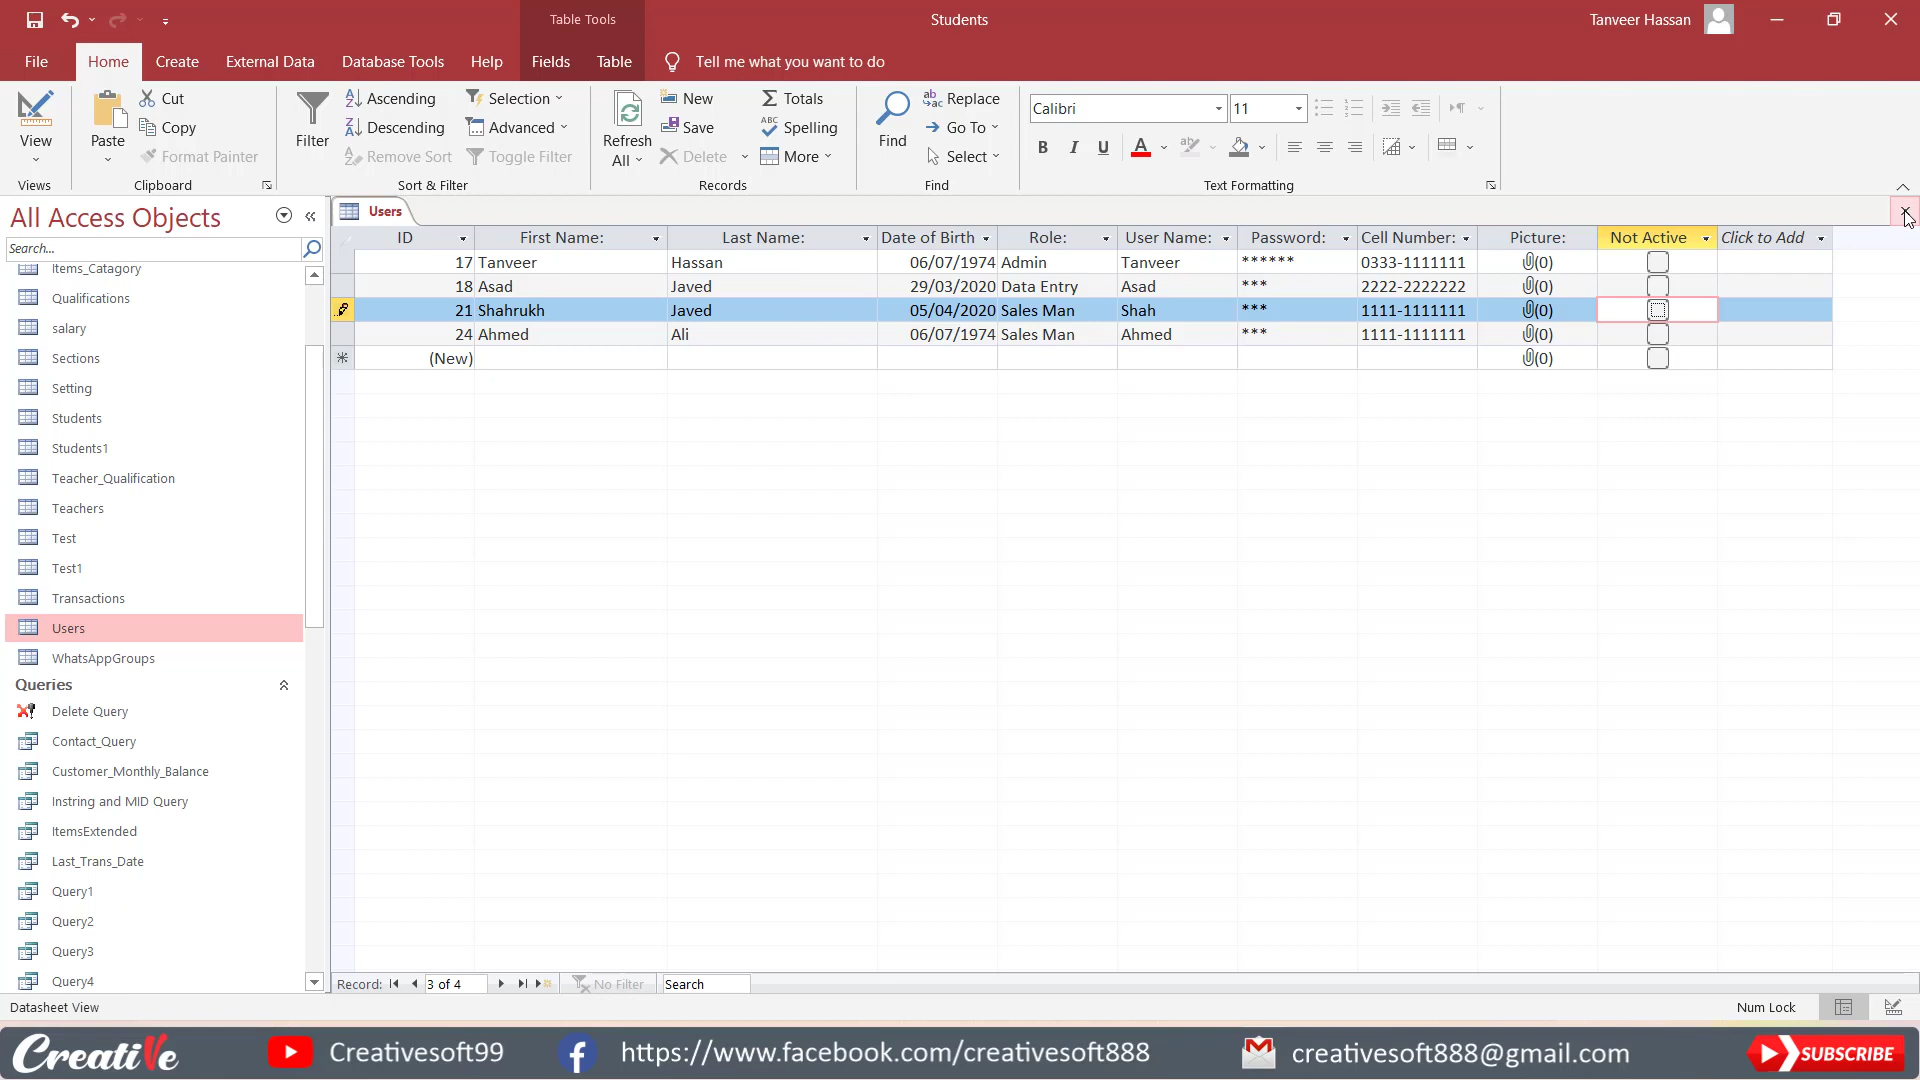 Table Tools
Students
Tanveer Hassan
File
Home
Create
External Data
Database Tools
Help
Fields
Table
Tell me what you want to do
View
Views
Paste
Cut
Copy
Format Painter
Clipboard
Filter
Ascending
Descending
Remove Sort
Selection
Advanced
Toggle Filter
Sort & Filter
Refresh
All
New
Save
Delete
Totals
Spelling
More
Records
Find
Replace
Go To
Select
Find
Calibri
11
B I U A
Text Formatting
All Access Objects
Search...
Items_Catagory
Qualifications
salary
Sections
Setting
Students
Students1
Teacher_Qualification
Teachers
Test
Test1
Transactions
Users
WhatsAppGroups
Queries
Delete Query
Contact_Query
Customer_Monthly_Balance
Instring and MID Query
ItemsExtended
Last_Trans_Date
Query1
Query2
Query3
Query4
Users
ID First Name: Last Name: Date of Birth Role: User Name: Password: Cell Number: Picture: Not Active Click to Add
17 Tanveer Hassan 06/07/1974 Admin Tanveer ****** 0333-1111111 (0)
18 Asad Javed 29/03/2020 Data Entry Asad *** 2222-2222222 (0)
21 Shahrukh Javed 05/04/2020 Sales Man Shah *** 1111-1111111 (0)
24 Ahmed Ali 06/07/1974 Sales Man Ahmed *** 1111-1111111 (0)
(New) (0)
Record: 3 of 4 No Filter Search
Datasheet View
Num Lock
CreatiVe
Creativesoft99
https://www.facebook.com/creativesoft888
creativesoft888@gmail.com
SUBSCRIBE